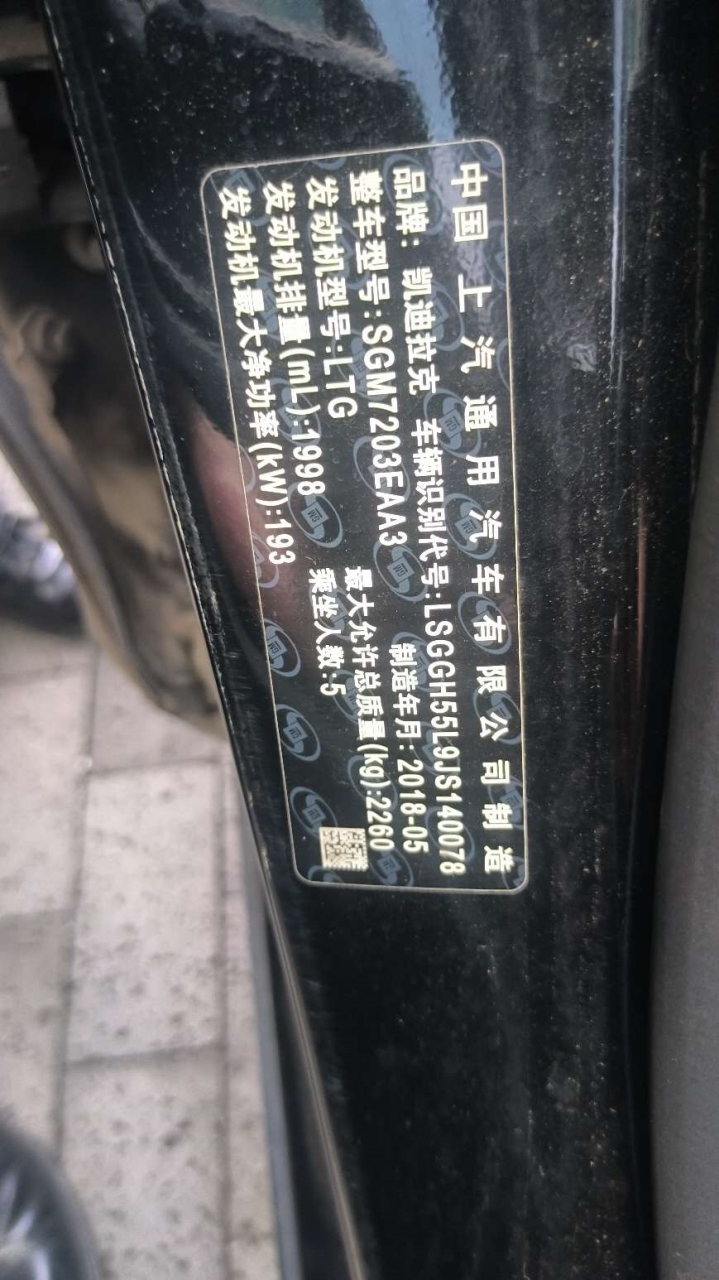 中国上汽通用汽车有限公司制造
品牌: 凯迪拉克 车辆识别代号:LSGGH55L9JS140078
整车型号:SGM7203EAA3 制造年月:2018-05
发动机型号:LTG 最大允许总质量(kg):2260
发动机排量(mL):1998 乘坐人数:5
发动机最大净功率(kW):193